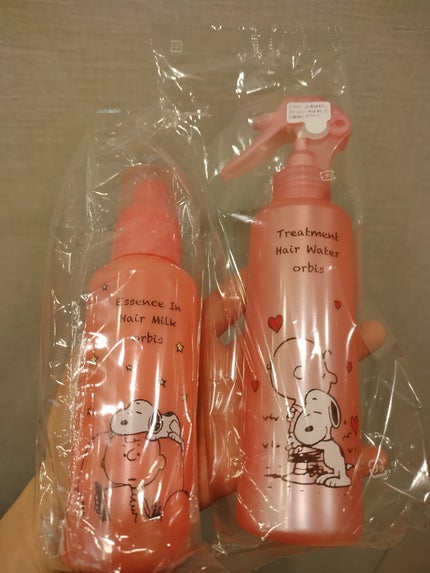 Essence In
Hair Milk
orbis
Treatment
Hair Water
orbis